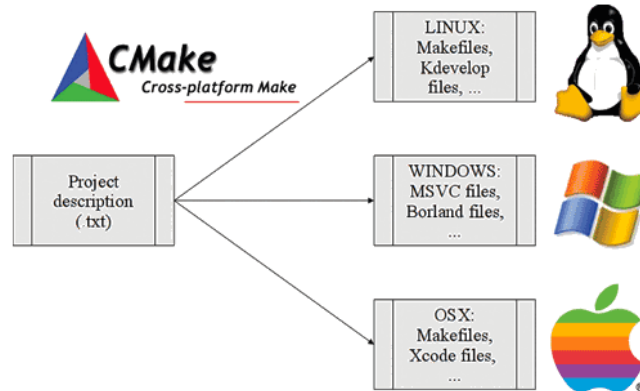 CMake
Cross-platform Make
Project
description
(.txt)
LINUX:
Makefiles,
Kdevelop
files, ...
WINDOWS:
MSVC files,
Borland files,
...
OSX:
Makefiles,
Xcode files,
...